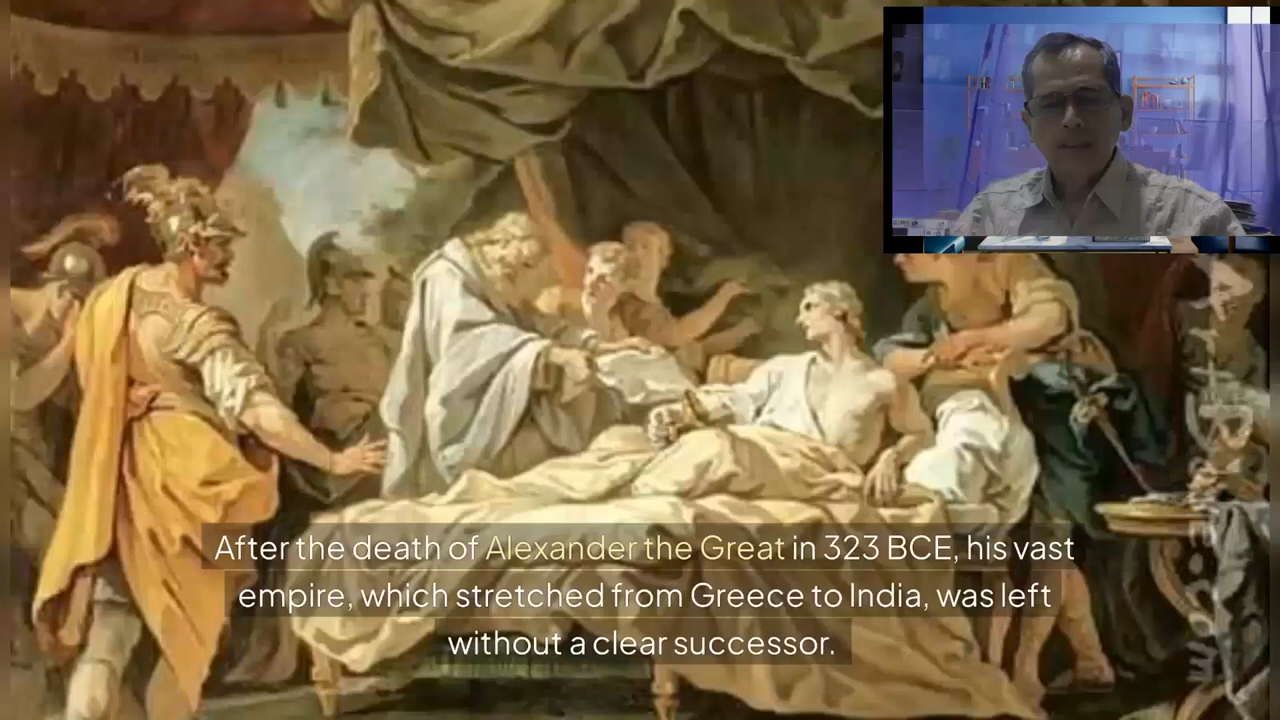 After the death of Alexander the Great in 323 BCE, his vast
empire, which stretched from Greece to India, was left
without a clear successor.